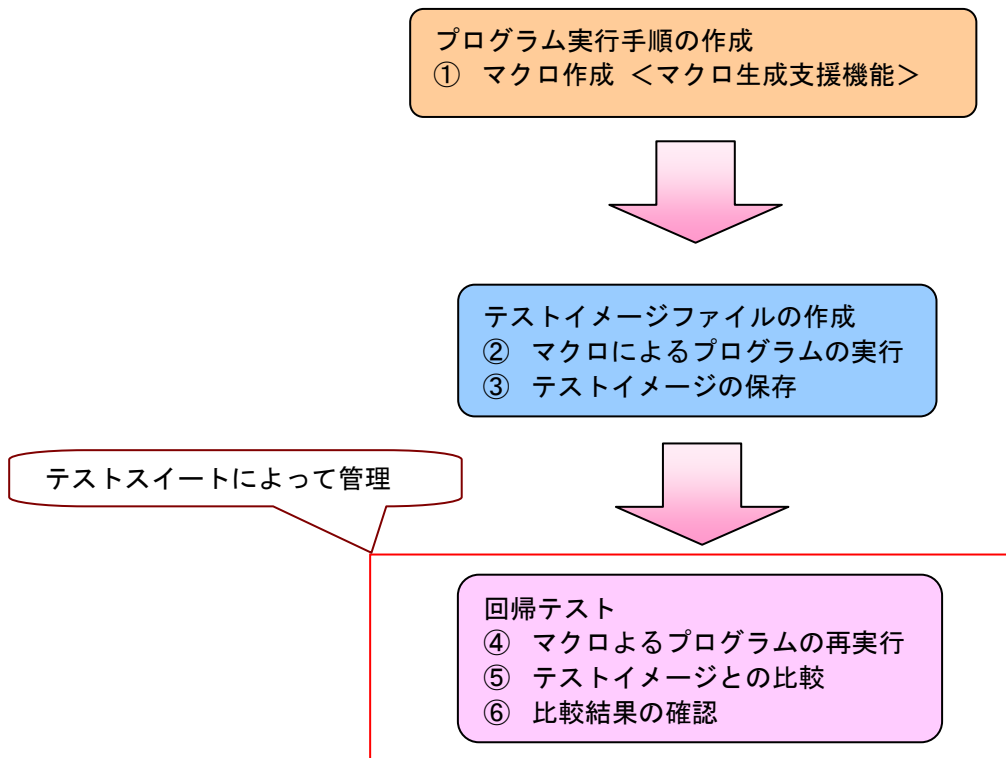 プログラム実行手順の作成
① マクロ作成 ＜マクロ生成支援機能＞
テストイメージファイルの作成
② マクロによるプログラムの実行
③ テストイメージの保存
テストスイートによって管理
回帰テスト
④ マクロよるプログラムの再実行
⑤ テストイメージとの比較
⑥ 比較結果の確認